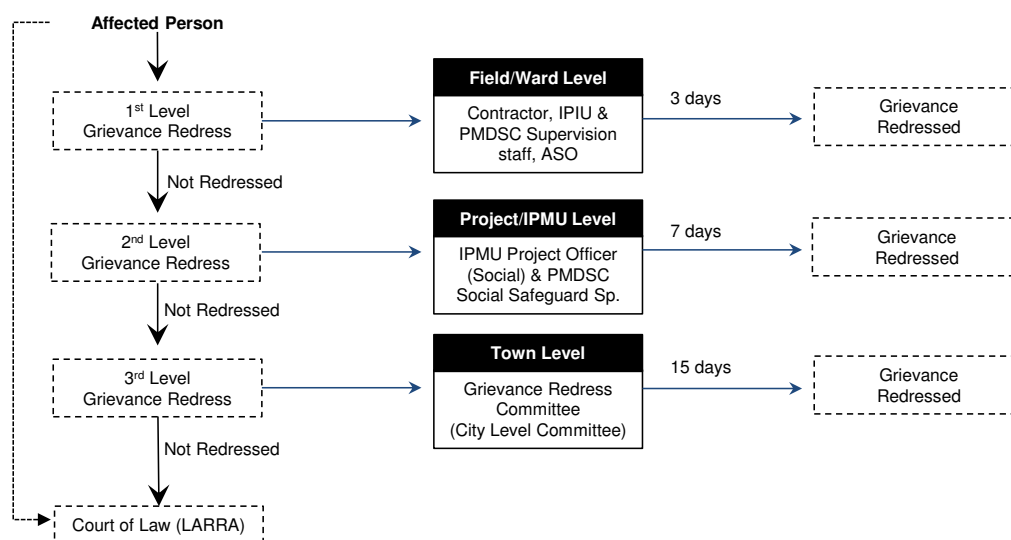 Affected Person
1st Level
Grievance Redress
Field/Ward Level
Contractor, IPIU &
PMDSC Supervision
staff, ASO
3 days
Grievance
Redressed
Not Redressed
2nd Level
Grievance Redress
Project/IPMU Level
IPMU Project Officer
(Social) & PMDSC
Social Safeguard Sp.
7 days
Grievance
Redressed
Not Redressed
3rd Level
Grievance Redress
Town Level
Grievance Redress
Committee
(City Level Committee)
15 days
Grievance
Redressed
Not Redressed
Court of Law (LARRA)